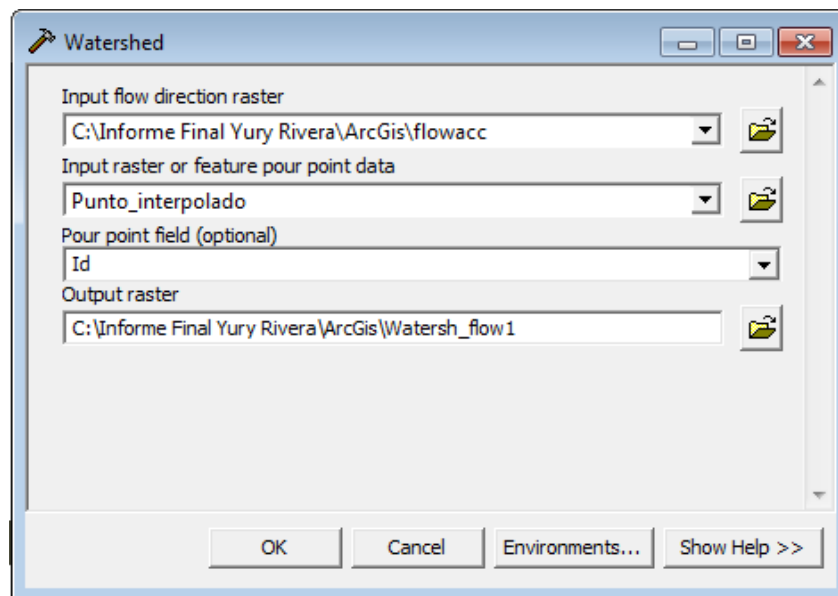 Watershed
Input flow direction raster
C:\Informe Final Yury Rivera\ArcGis\flowacc
Input raster or feature pour point data
Punto_interpolado
Pour point field (optional)
Id
Output raster
C:\Informe Final Yury Rivera\ArcGis\Watersh_flow1
OK Cancel Environments... Show Help >>